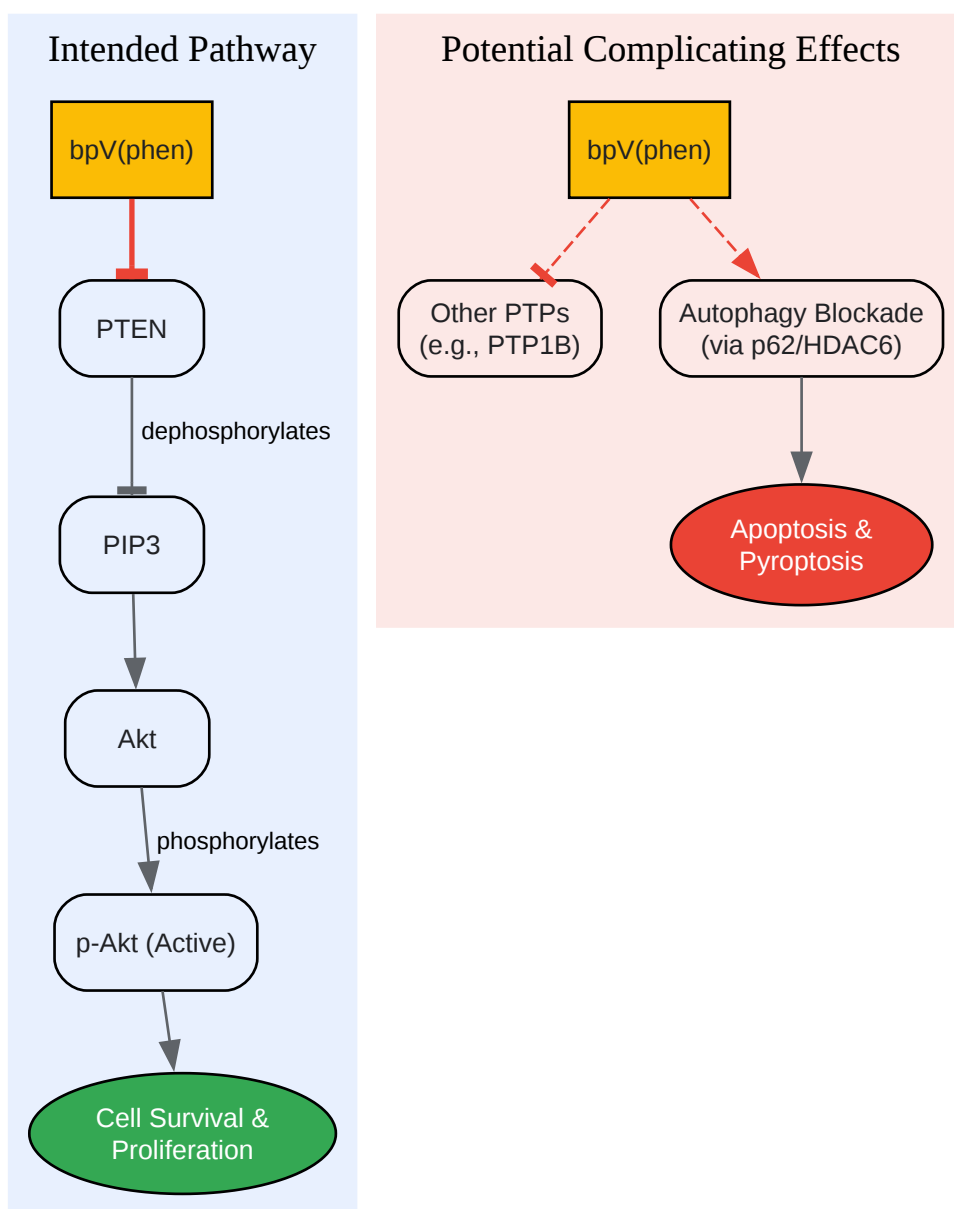 Intended Pathway
bpV(phen)
PTEN
dephosphorylates
PIP3
Akt
phosphorylates
p-Akt (Active)
Cell Survival &
Proliferation
Potential Complicating Effects
bpV(phen)
Other PTPs
(e.g., PTP1B)
Autophagy Blockade
(via p62/HDAC6)
Apoptosis &
Pyroptosis